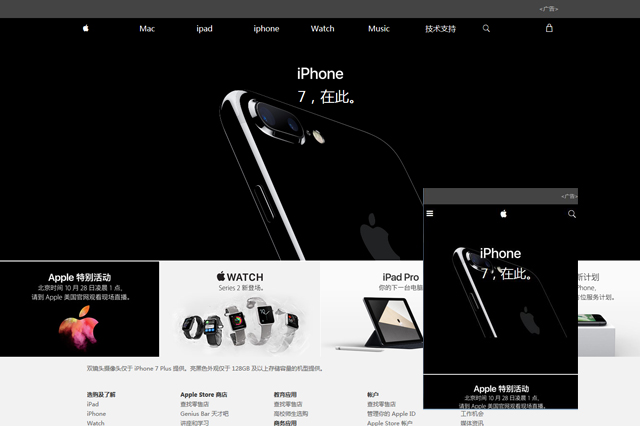 <广告>
Mac ipad iphone Watch Music 技术支持
iPhone
7，在此。
Apple 特别活动
北京时间 10 月 28 日凌晨 1 点，
请到 Apple 美国官网观看现场直播。
WATCH
Series 2 新登场。
iPad Pro
你的下一台电脑
新计划
iPhone，
位服务计划。
双镜头摄像头仅于 iPhone 7 Plus 提供。亮黑色外观仅于 128GB 及以上存储容量的机型提供。
选购及了解
iPad
iPhone
Watch
Apple Store 商店
查找零售店
Genius Bar 天才吧
讲座和学习
教育应用
查找零售店
高校师生选购
商务应用
帐户
查找零售店
管理你的 Apple ID
Apple Store 帐户
工作机会
媒体资讯
<广告>
iPhone
7，在此。
Apple 特别活动
北京时间 10 月 28 日凌晨 1 点，
请到 Apple 美国官网观看现场直播。